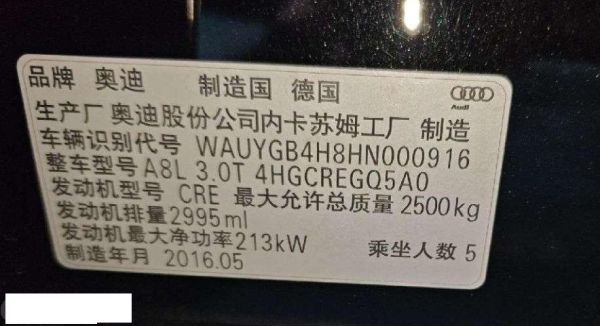 品牌 奥迪 制造国 德国
Audi
生产厂 奥迪股份公司内卡苏姆工厂 制造
车辆识别代号 WAUYGB4H8HN000916
整车型号 A8L 3.0T 4HGCREGQ5A0
发动机型号 CRE 最大允许总质量 2500kg
发动机排量 2995ml
发动机最大净功率 213kW 乘坐人数 5
制造年月 2016.05